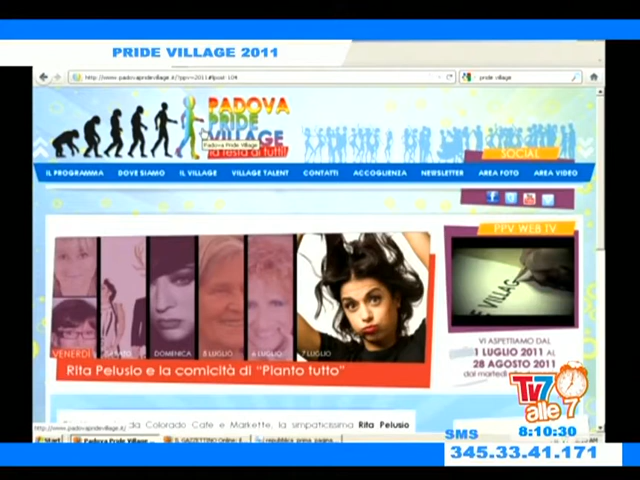 PRIDE VILLAGE 2011
http://www.padovapridevillage.it/?ppv=2011#!post-104
pride village
PADOVA
PRIDE
VILLAGE
la festa di tutti!
Padova Pride Village
SOCIAL
IL PROGRAMMA DOVE SIAMO IL VILLAGE VILLAGE TALENT CONTATTI ACCOGLIENZA NEWSLETTER AREA FOTO AREA VIDEO
PPV WEB TV
VILLAG
VENERDÌ SABATO DOMENICA 5 LUGLIO 6 LUGLIO 7 LUGLIO
Rita Pelusio e la comicità di "Pianto tutto"
VI ASPETTIAMO DAL
1 LUGLIO 2011 AL
28 AGOSTO 2011
dal martedì
TV7
alle 7
8:10:30
da Colorado Cafè e Markette, la simpaticissima Rita Pelusio
http://www.padovapridevillage.it/
Start Padova Pride Village IL GAZZETTINO Online: repubblica prima pagina
SMS
345.33.41.171